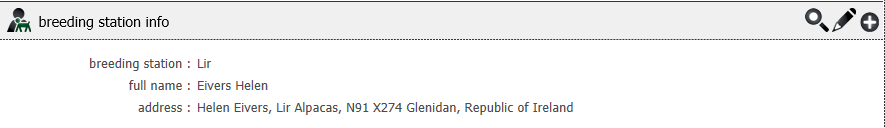 breeding station info
breeding station : Lir
full name : Eivers Helen
address : Helen Eivers, Lir Alpacas, N91 X274 Glenidan, Republic of Ireland